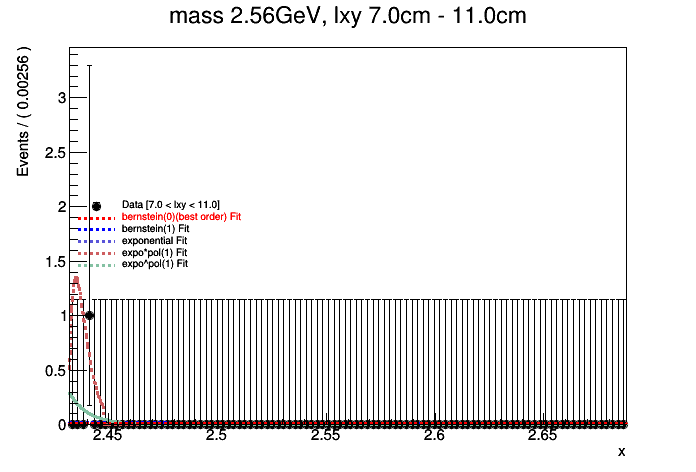 mass 2.56GeV, lxy 7.0cm - 11.0cm
Events / ( 0.00256 )
3
2.5
2
1.5
1
0.5
0
Data [7.0 < lxy < 11.0]
bernstein(0)(best order) Fit
bernstein(1) Fit
exponential Fit
expo*pol(1) Fit
expo^pol(1) Fit
2.45 2.5 2.55 2.6 2.65
x